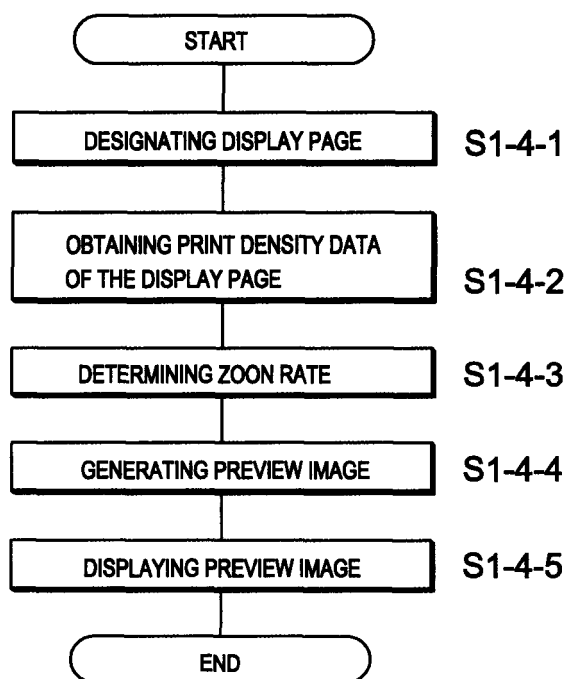 START
DESIGNATING DISPLAY PAGE
S1-4-1
OBTAINING PRINT DENSITY DATA
OF THE DISPLAY PAGE
S1-4-2
DETERMINING ZOON RATE
S1-4-3
GENERATING PREVIEW IMAGE
S1-4-4
DISPLAYING PREVIEW IMAGE
S1-4-5
END